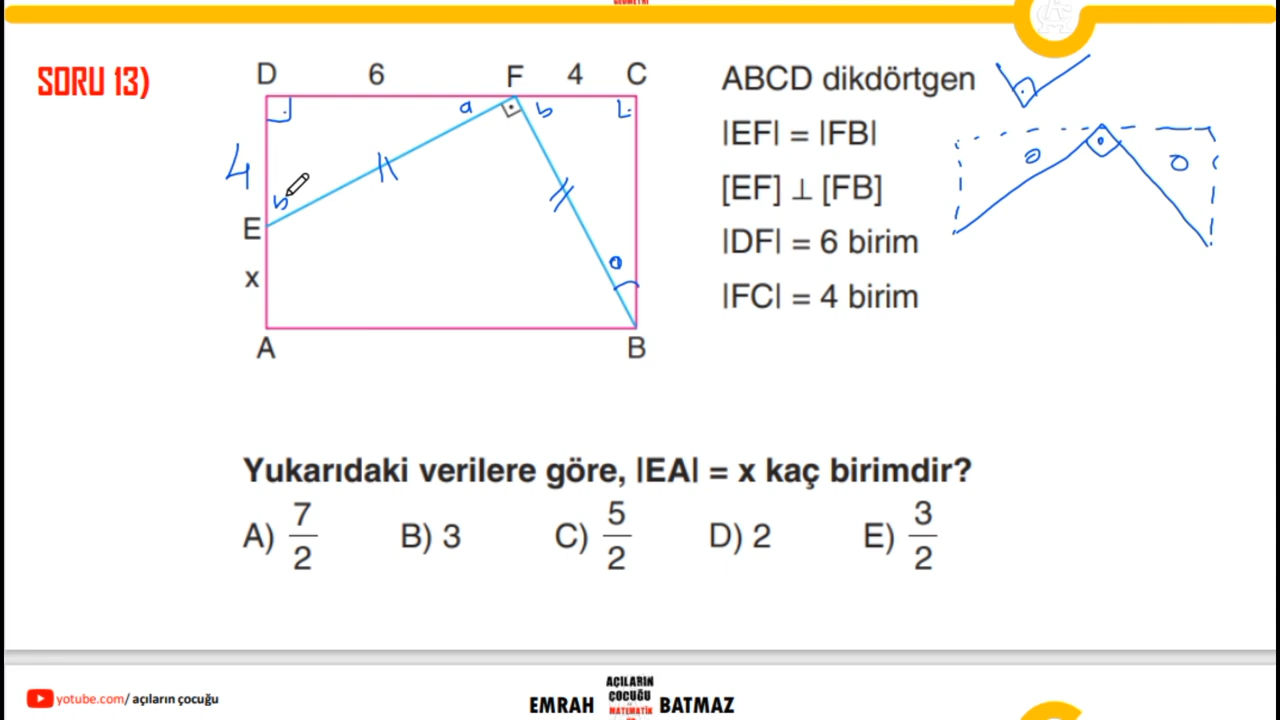 GEOMETRİ
SORU 13)
D 6 F 4 C
a b
4
b
E
x
A B
ABCD dikdörtgen
|EF| = |FB|
[EF] ⊥ [FB]
|DF| = 6 birim
|FC| = 4 birim
Yukarıdaki verilere göre, |EA| = x kaç birimdir?
A) 7/2 B) 3 C) 5/2 D) 2 E) 3/2
yotube.com/ açıların çocuğu
EMRAH AÇILARIN ÇOCUĞU MATEMATİK BATMAZ